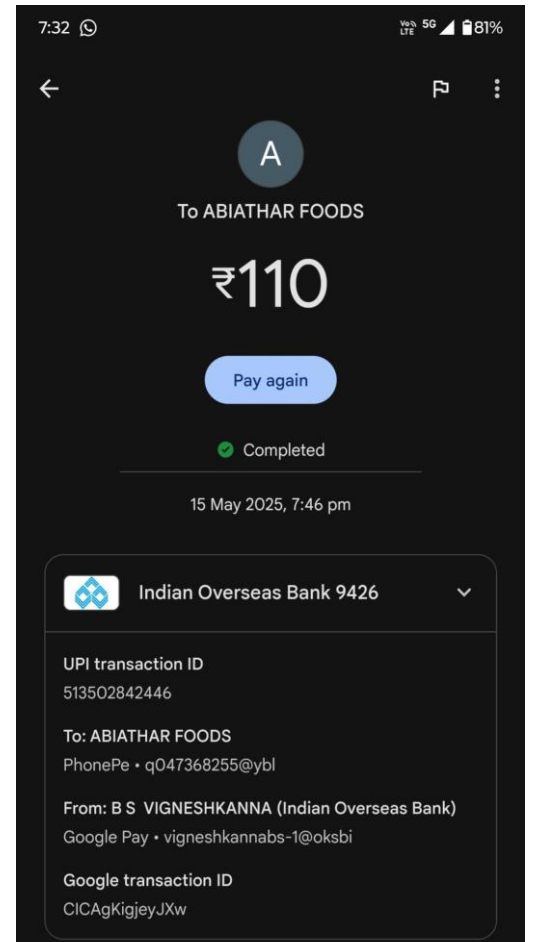 7:32
Vo)) LTE 5G 81%
A
To ABIATHAR FOODS
₹110
Pay again
Completed
15 May 2025, 7:46 pm
Indian Overseas Bank 9426
UPI transaction ID
513502842446
To: ABIATHAR FOODS
PhonePe • q047368255@ybl
From: B S VIGNESHKANNA (Indian Overseas Bank)
Google Pay • vigneshkannabs-1@oksbi
Google transaction ID
CICAgKigjeyJXw